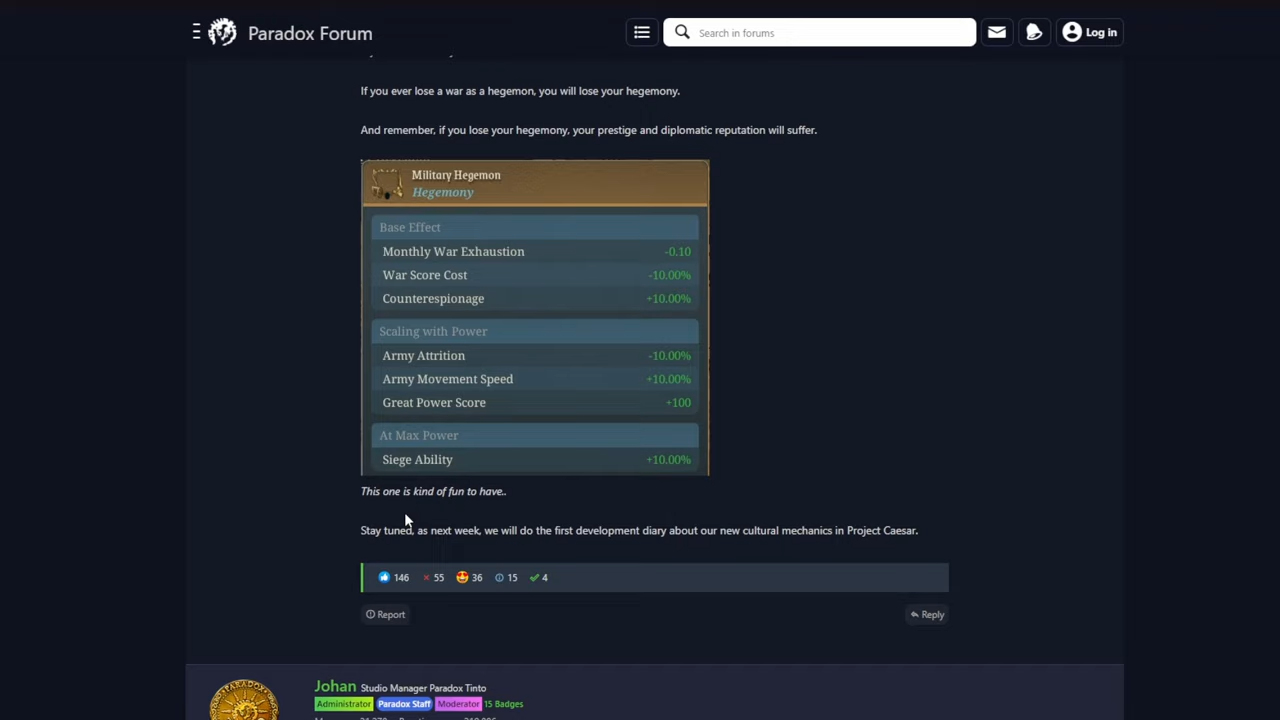 Paradox Forum
Search in forums
Log in
If you ever lose a war as a hegemon, you will lose your hegemony.
And remember, if you lose your hegemony, your prestige and diplomatic reputation will suffer.
Military Hegemon
Hegemony
Base Effect
Monthly War Exhaustion -0.10
War Score Cost -10.00%
Counterespionage +10.00%
Scaling with Power
Army Attrition -10.00%
Army Movement Speed +10.00%
Great Power Score +100
At Max Power
Siege Ability +10.00%
This one is kind of fun to have..
Stay tuned, as next week, we will do the first development diary about our new cultural mechanics in Project Caesar.
146 55 36 15 4
Report
Reply
Johan Studio Manager Paradox Tinto
Administrator Paradox Staff Moderator 15 Badges